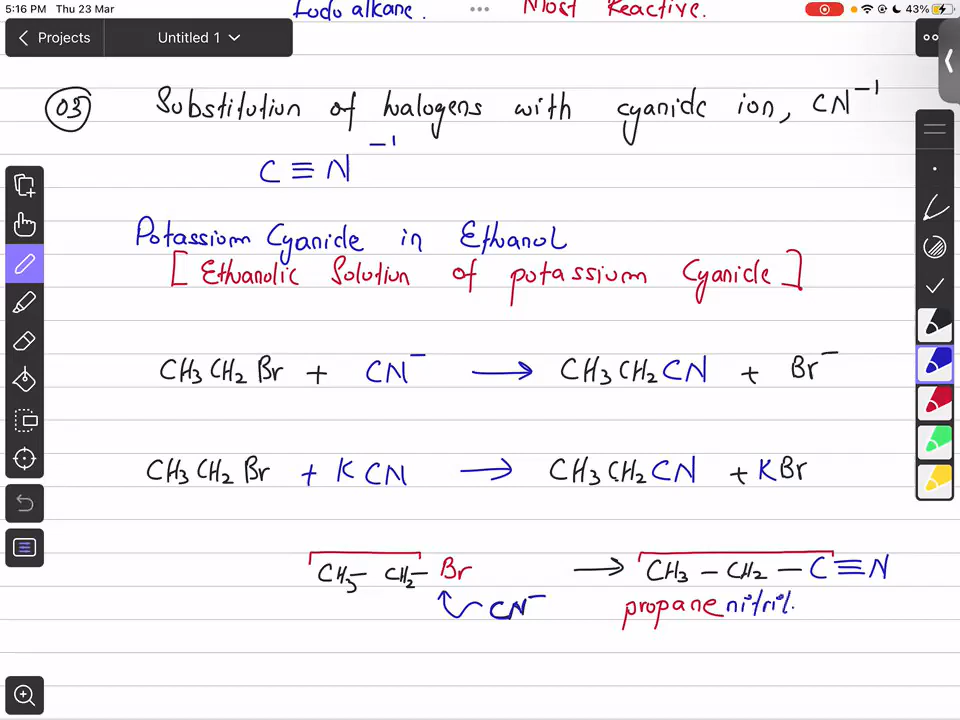 5:16 PM Thu 23 Mar
43%
Iodoalkane. Most Reactive.
Projects Untitled 1
03 Substitution of halogens with cyanide ion, CN⁻¹
C ≡ N ⁻¹
Potassium Cyanide in Ethanol
[Ethanolic Solution of potassium Cyanide]
CH3CH2Br + CN⁻ → CH3CH2CN + Br⁻
CH3CH2Br + KCN → CH3CH2CN + KBr
CH3 – CH2 – Br → CH3 – CH2 – C ≡ N
CN⁻ propanenitril